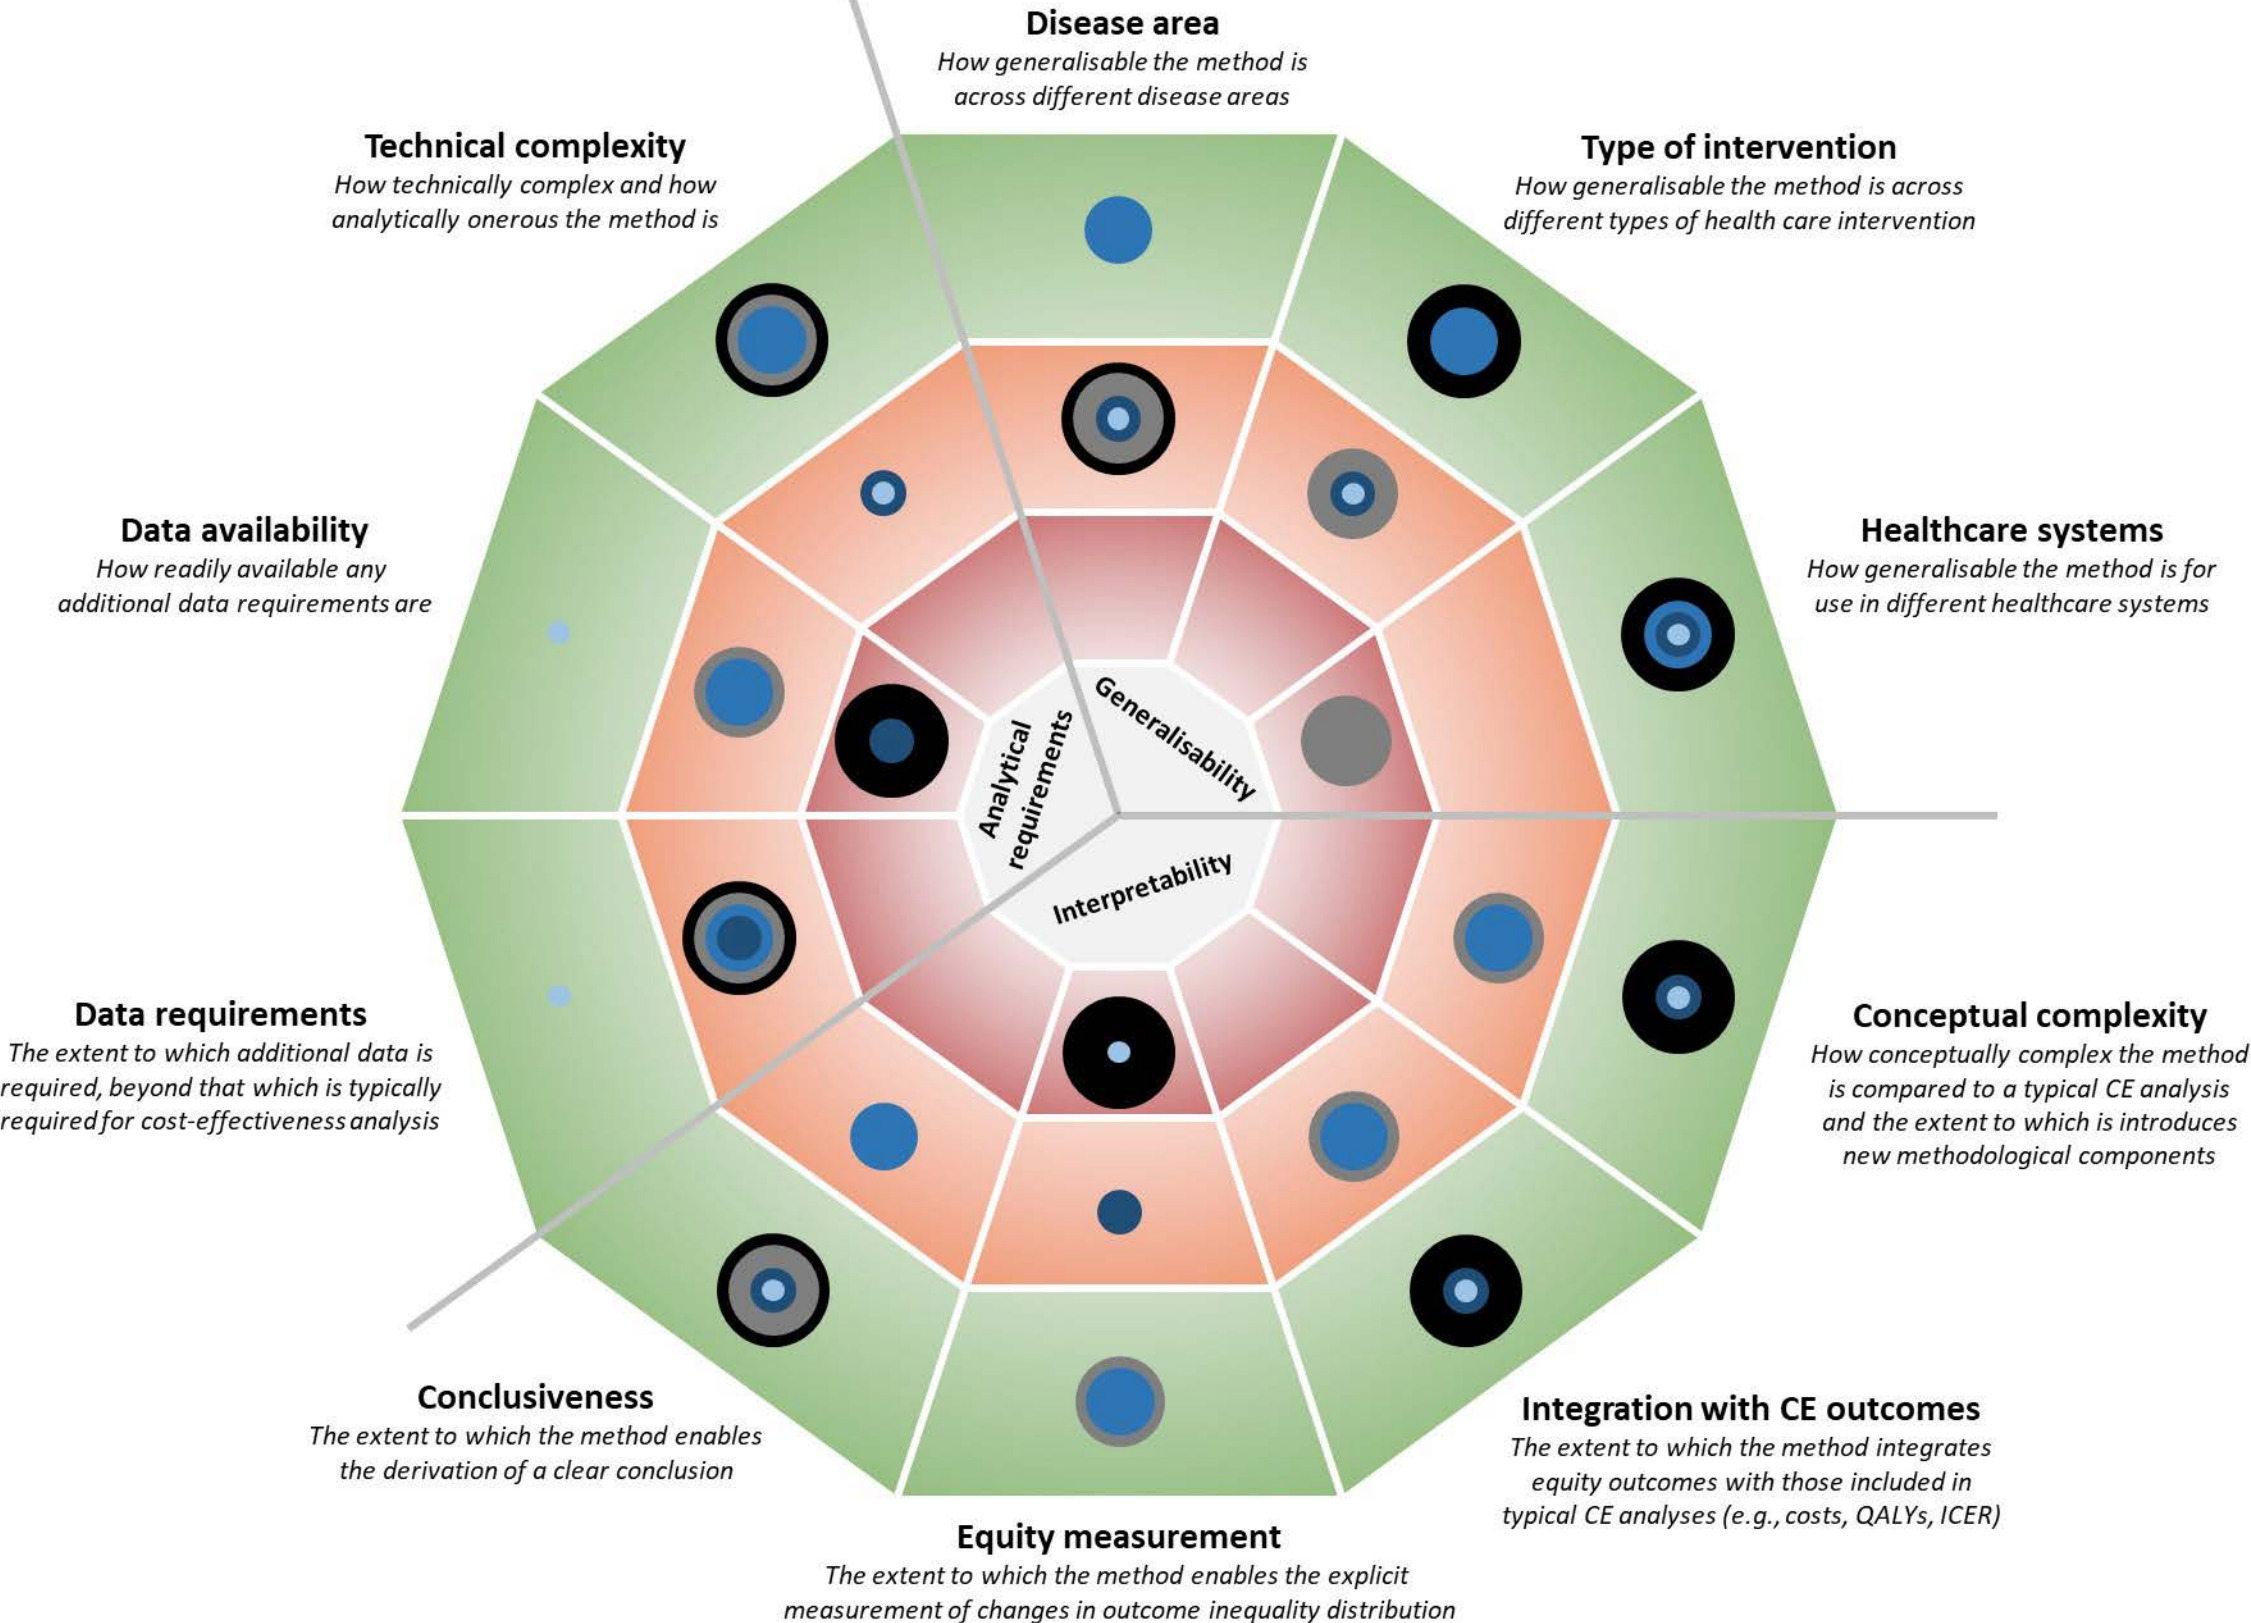 Disease area
How generalisable the method is
across different disease areas
Technical complexity
How technically complex and how
analytically onerous the method is
Type of intervention
How generalisable the method is across
different types of health care intervention
Data availability
How readily available any
additional data requirements are
Healthcare systems
How generalisable the method is for
use in different healthcare systems
Analytical
requirements
Generalisability
Interpretability
Data requirements
The extent to which additional data is
required, beyond that which is typically
required for cost-effectiveness analysis
Conceptual complexity
How conceptually complex the method
is compared to a typical CE analysis
and the extent to which is introduces
new methodological components
Conclusiveness
The extent to which the method enables
the derivation of a clear conclusion
Integration with CE outcomes
The extent to which the method integrates
equity outcomes with those included in
typical CE analyses (e.g., costs, QALYs, ICER)
Equity measurement
The extent to which the method enables the explicit
measurement of changes in outcome inequality distribution